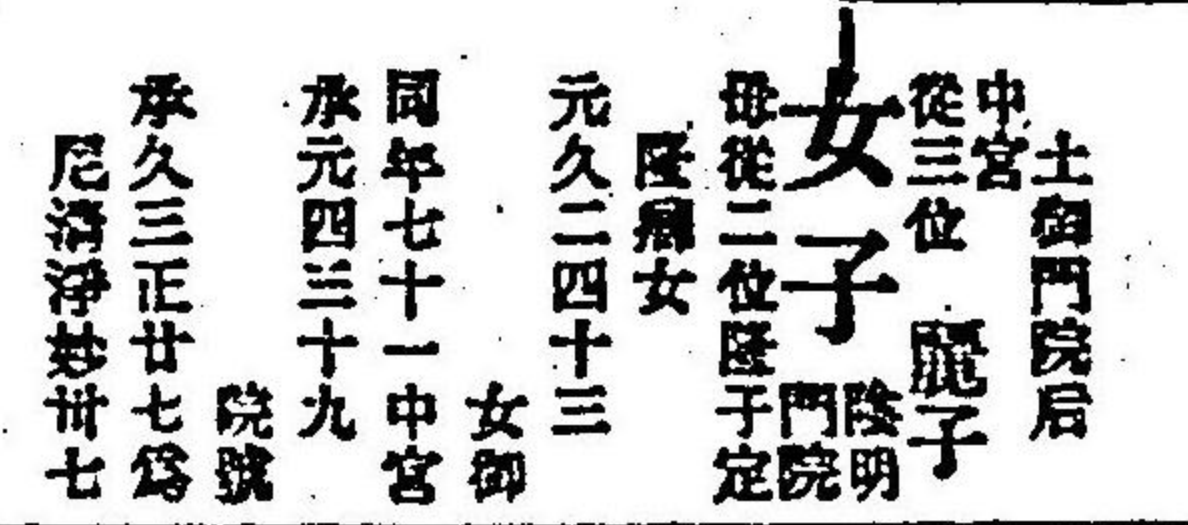 土御門院后
中宮
從三位 麗子
女子 陰明門院
母從二位隆子定
隆女
元久二四十三
女御
同年七十一中宮
承元四三十九
院號
承久三正廿七爲
尼濟淨妙卅七